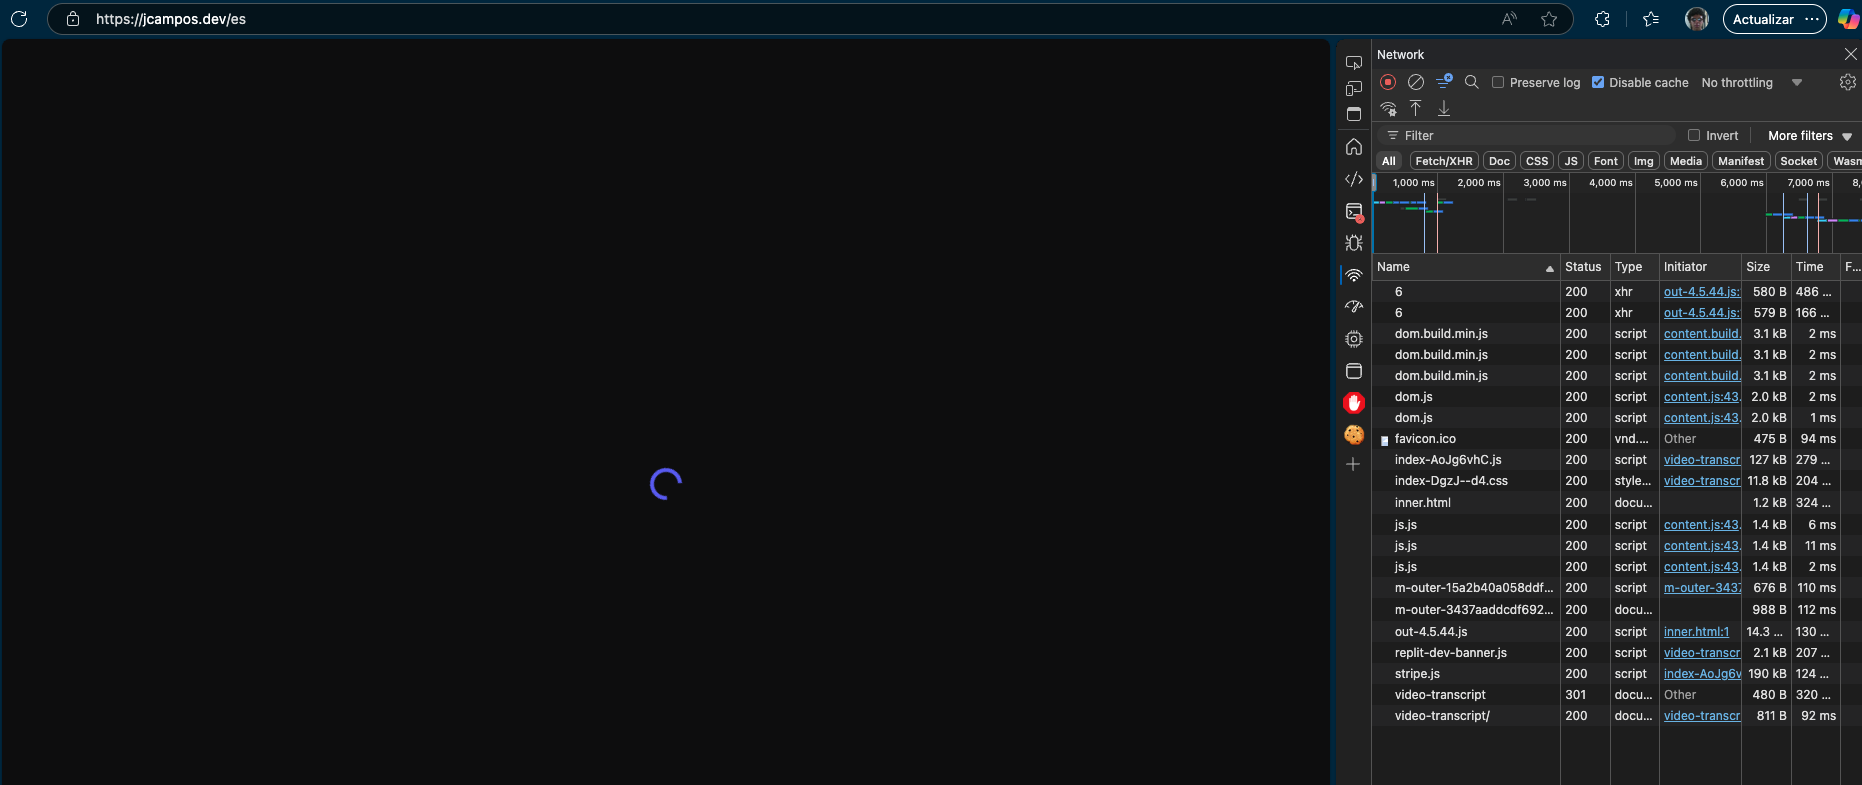 https://jcampos.dev/es
Actualizar
Network
Preserve log
Disable cache
No throttling
Filter
Invert
More filters
All Fetch/XHR Doc CSS JS Font Img Media Manifest Socket Wasm
1,000 ms 2,000 ms 3,000 ms 4,000 ms 5,000 ms 6,000 ms 7,000 ms 8,
Name Status Type Initiator Size Time F...
6 200 xhr out-4.5.44.js: 580 B 486 ...
6 200 xhr out-4.5.44.js: 579 B 166 ...
dom.build.min.js 200 script content.build. 3.1 kB 2 ms
dom.build.min.js 200 script content.build. 3.1 kB 2 ms
dom.build.min.js 200 script content.build. 3.1 kB 2 ms
dom.js 200 script content.js:43. 2.0 kB 2 ms
dom.js 200 script content.js:43. 2.0 kB 1 ms
favicon.ico 200 vnd.... Other 475 B 94 ms
index-AoJg6vhC.js 200 script video-transcr 127 kB 279 ...
index-DgzJ--d4.css 200 style... video-transcr 11.8 kB 204 ...
inner.html 200 docu... 1.2 kB 324 ...
js.js 200 script content.js:43. 1.4 kB 6 ms
js.js 200 script content.js:43. 1.4 kB 11 ms
js.js 200 script content.js:43. 1.4 kB 2 ms
m-outer-15a2b40a058ddf... 200 script m-outer-3437 676 B 110 ms
m-outer-3437aaddcdf692... 200 docu... 988 B 112 ms
out-4.5.44.js 200 script inner.html:1 14.3 ... 130 ...
replit-dev-banner.js 200 script video-transcr 2.1 kB 207 ...
stripe.js 200 script index-AoJg6v 190 kB 124 ...
video-transcript 301 docu... Other 480 B 320 ...
video-transcript/ 200 docu... video-transcr 811 B 92 ms